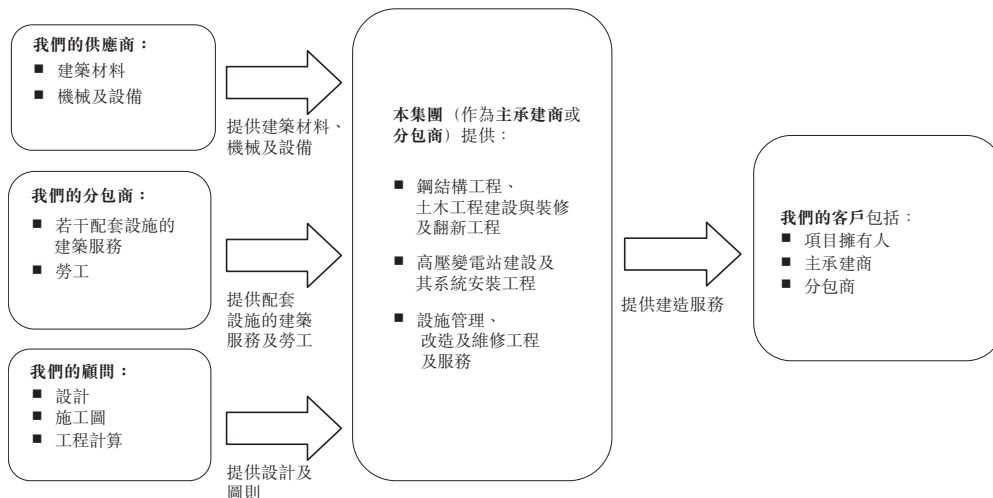 我們的供應商：
■ 建築材料
■ 機械及設備
提供建築材料、
機械及設備
我們的分包商：
■ 若干配套設施的
建築服務
■ 勞工
提供配套
設施的建築
服務及勞工
我們的顧問：
■ 設計
■ 施工圖
■ 工程計算
提供設計及
圖則
本集團（作為主承建商或
分包商）提供：
■ 鋼結構工程、
土木工程建設與裝修
及翻新工程
■ 高壓變電站建設及
其系統安裝工程
■ 設施管理、
改造及維修工程
及服務
提供建造服務
我們的客戶包括：
■ 項目擁有人
■ 主承建商
■ 分包商